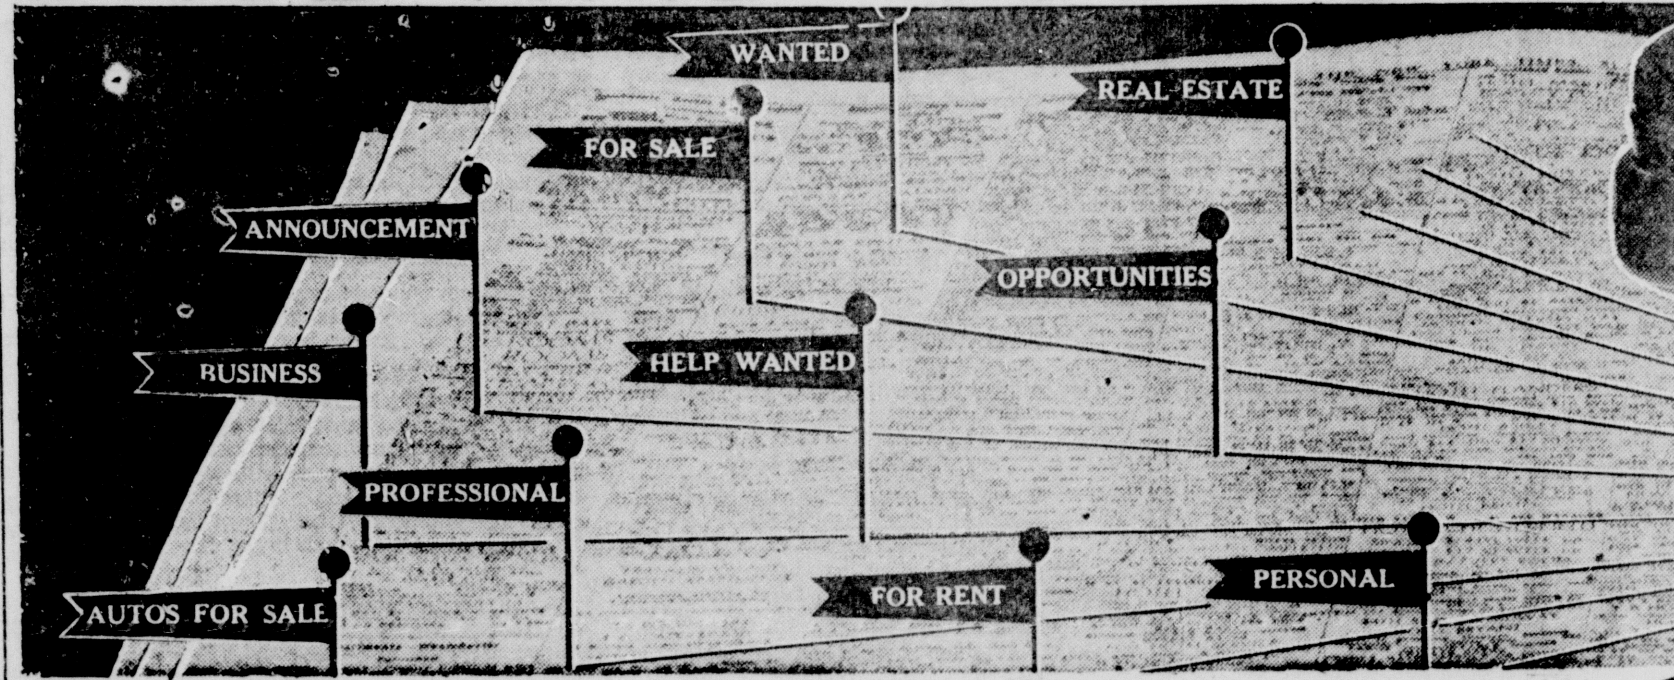 WANTED
REAL ESTATE
FOR SALE
ANNOUNCEMENT
OPPORTUNITIES
HELP WANTED
BUSINESS
PROFESSIONAL
PERSONAL
FOR RENT
AUTOS FOR SALE